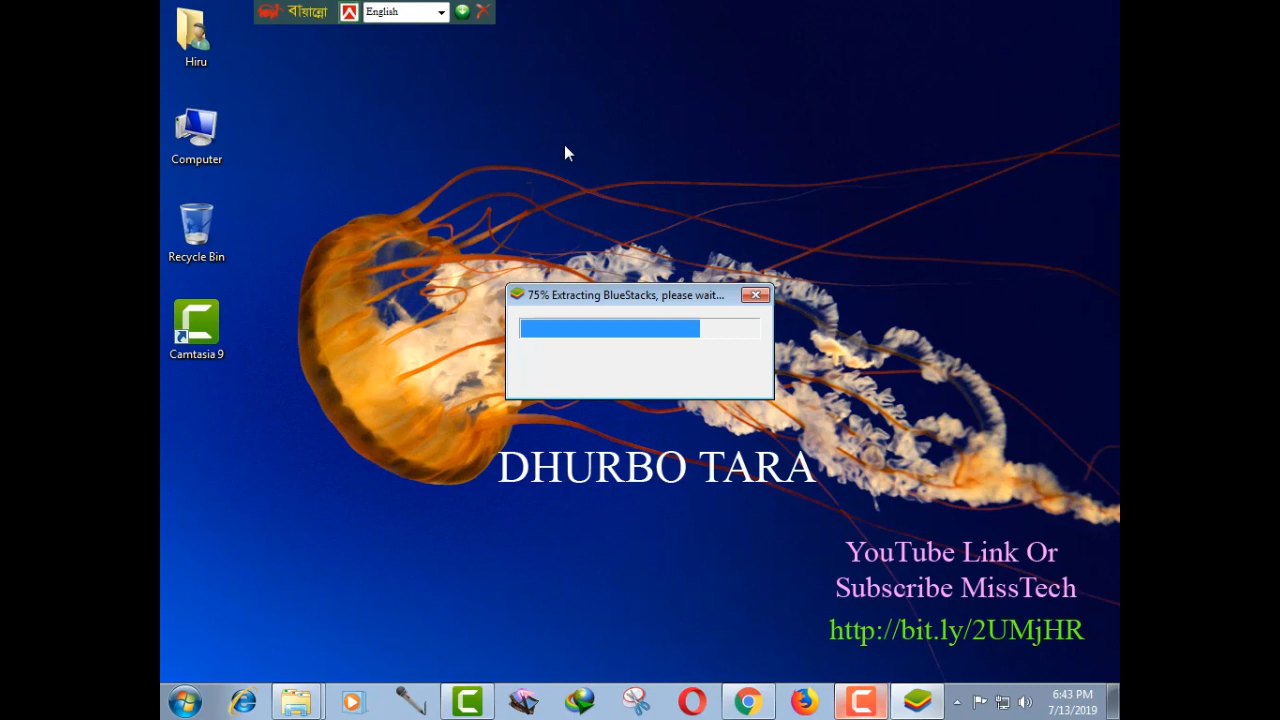 বাঁয়ান্নো
English
Hiru
Computer
Recycle Bin
Camtasia 9
75% Extracting BlueStacks, please wait...
DHURBO TARA
YouTube Link Or
Subscribe MissTech
http://bit.ly/2UMjHR
6:43 PM
7/13/2019